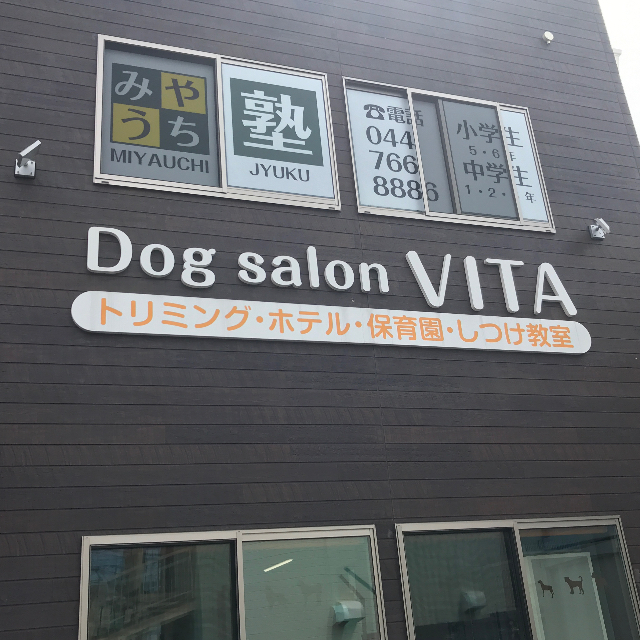 みや
うち
MIYAUCHI
塾
JYUKU
☎電話
044
766
8886
小学生
5・6年
中学生
1・2・ 年
Dog salon VITA
トリミング・ホテル・保育園・しつけ教室